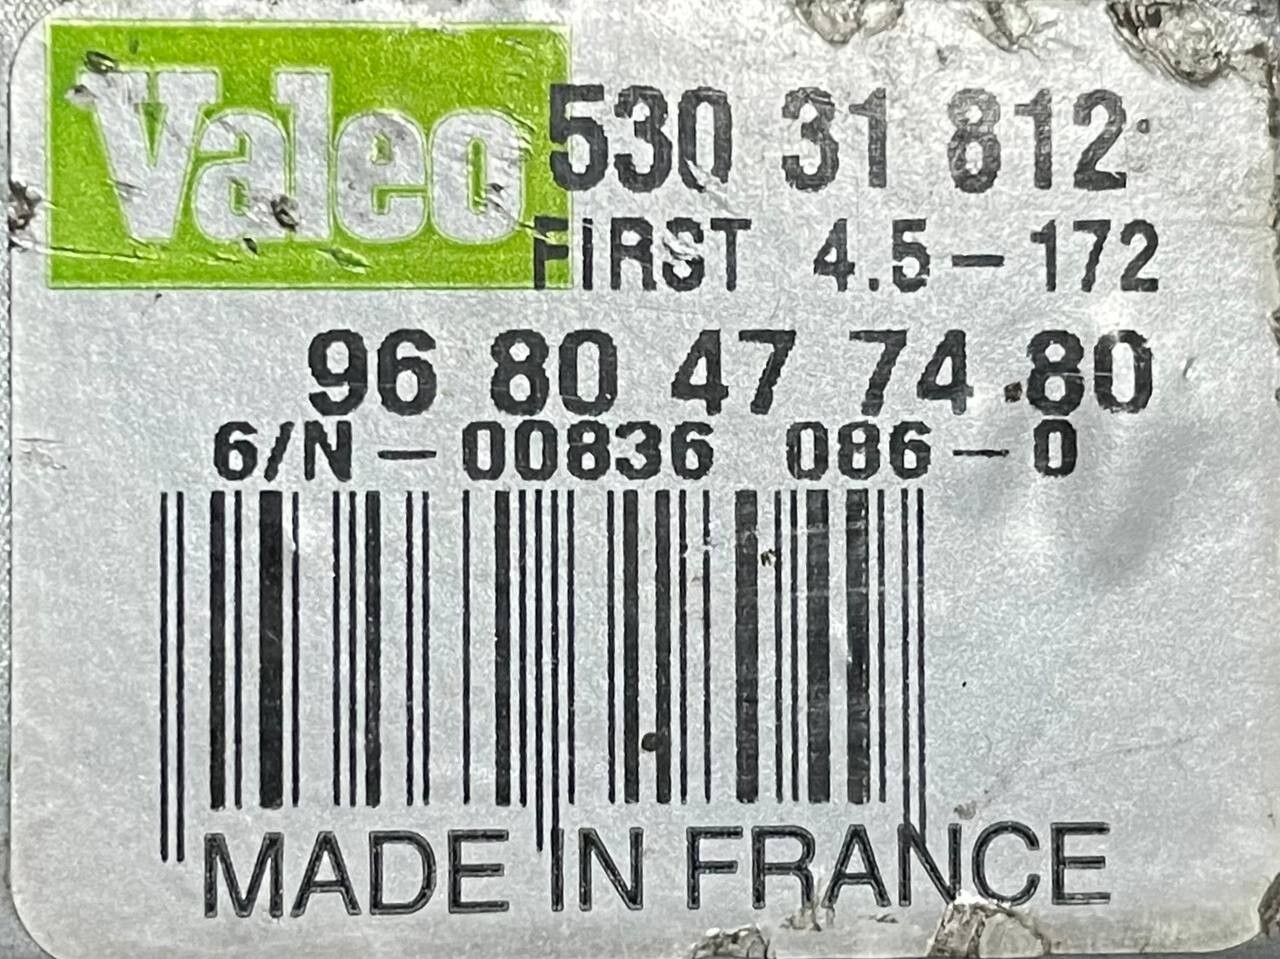 Valeo
530 31 812
FIRST 4.5-172
96 80 47 74 80
6/N-00836 086-0
MADE IN FRANCE